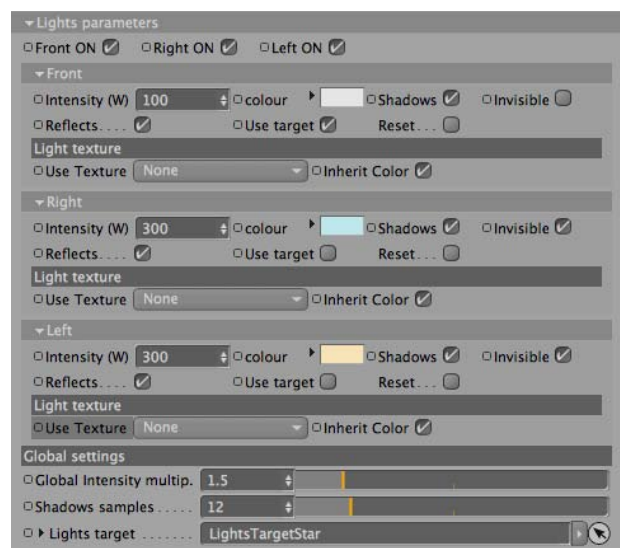 Lights parameters
Front ON Right ON Left ON
Front
Intensity (W) 100 colour Shadows Invisible
Reflects.... Use target Reset...
Light texture
Use Texture None Inherit Color
Right
Intensity (W) 300 colour Shadows Invisible
Reflects.... Use target Reset...
Light texture
Use Texture None Inherit Color
Left
Intensity (W) 300 colour Shadows Invisible
Reflects.... Use target Reset...
Light texture
Use Texture None Inherit Color
Global settings
Global Intensity multip. 1.5
Shadows samples ..... 12
Lights target ....... LightsTargetStar